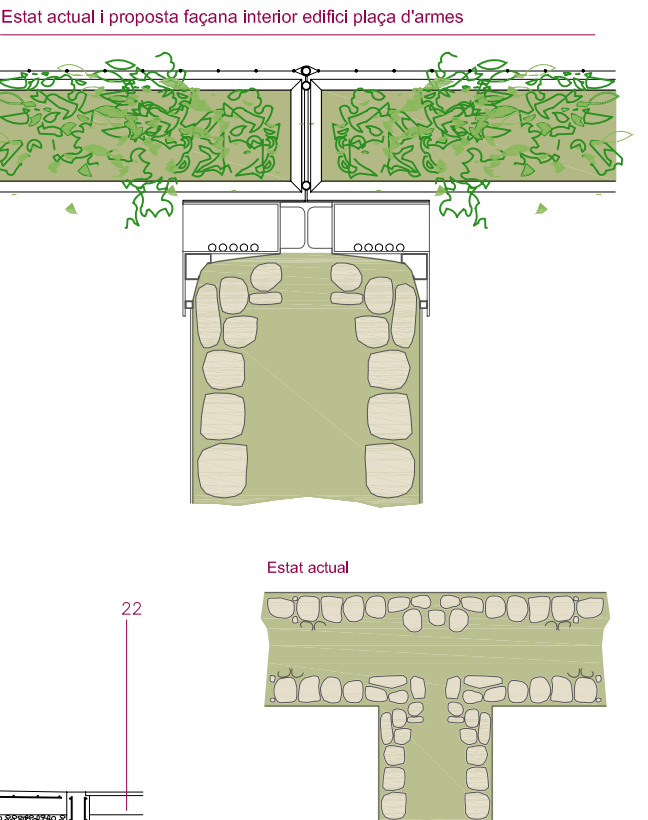 Estat actual i proposta façana interior edifici plaça d'armes
Estat actual
22